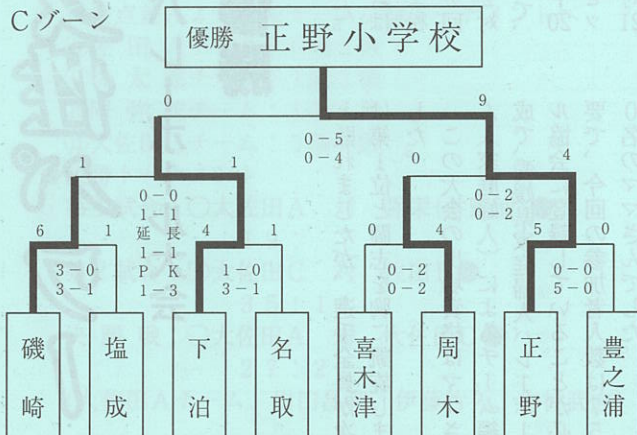 Cゾーン
優勝 正野小学校
0 9
0-5
0-4
1 1 0 4
0-0
1-1
延長
1-1
PK
1-3
0-2
0-2
6 1 4 1 0 4 5 0
3-0
3-1
1-0
3-1
0-2
0-2
0-0
5-0
磯崎
塩成
下泊
名取
喜木津
周木
正野
豊之浦